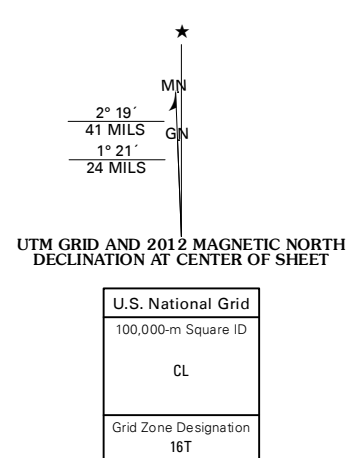 ★
MN
2° 19´
41 MILS
GN
1° 21´
24 MILS
UTM GRID AND 2012 MAGNETIC NORTH
DECLINATION AT CENTER OF SHEET
U.S. National Grid
100,000-m Square ID
CL
Grid Zone Designation
16T